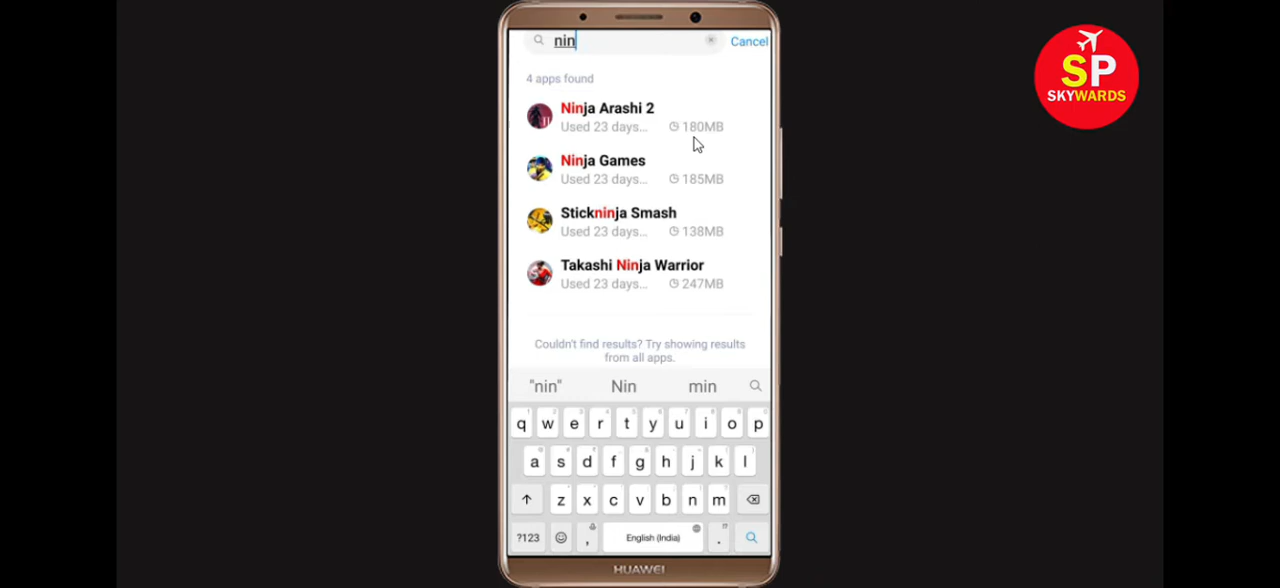 nin
Cancel
4 apps found
Ninja Arashi 2
Used 23 days... 180MB
Ninja Games
Used 23 days... 185MB
Stickninja Smash
Used 23 days... 138MB
Takashi Ninja Warrior
Used 23 days... 247MB
Couldn't find results? Try showing results
from all apps.
"nin" Nin min
q w e r t y u i o p
a s d f g h j k l
z x c v b n m
?123 , English (India) .
HUAWEI
SP
SKYWARDS